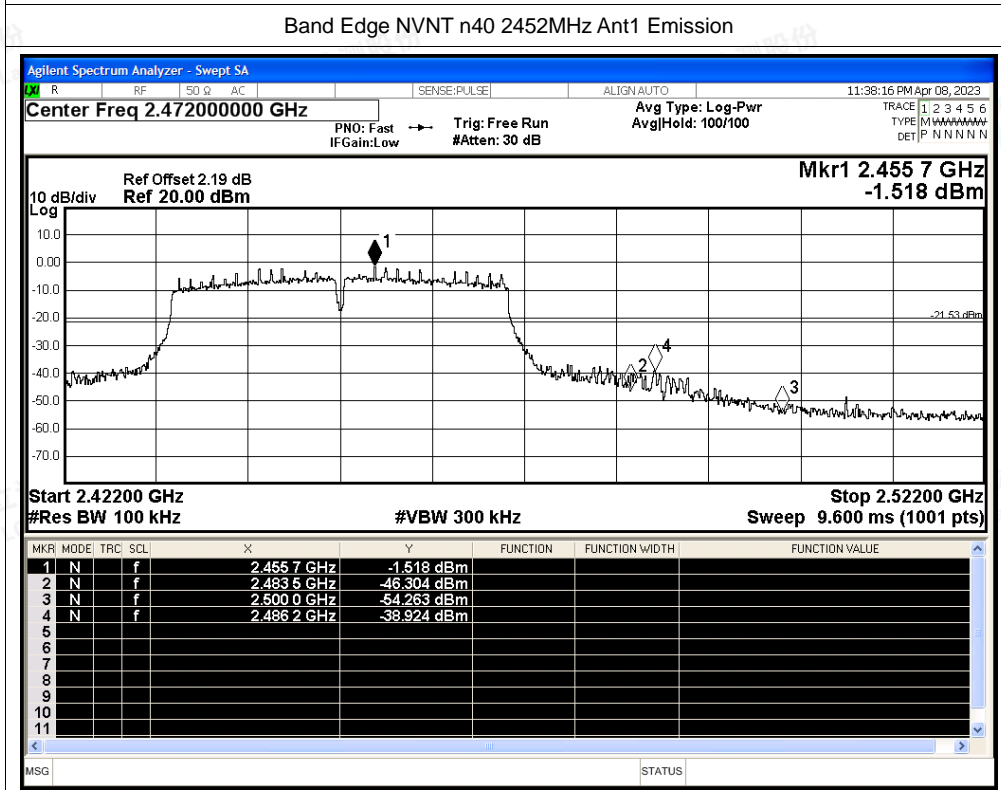 Band Edge NVNT n40 2452MHz Ant1 Emission
Agilent Spectrum Analyzer - Swept SA
LXI R RF 50 Ω AC SENSE:PULSE ALIGN AUTO 11:38:16 PM Apr 08, 2023
Center Freq 2.472000000 GHz Avg Type: Log-Pwr TRACE 1 2 3 4 5 6
PNO: Fast Trig: Free Run Avg|Hold: 100/100 TYPE M WWWWW
IFGain:Low #Atten: 30 dB DET P N N N N N
Mkr1 2.455 7 GHz
Ref Offset 2.19 dB
10 dB/div Ref 20.00 dBm -1.518 dBm
Log
10.0
1
0.00
-10.0
-20.0
-21.53 dBm
-30.0
4
-40.0
2
3
-50.0
-60.0
-70.0
Start 2.42200 GHz Stop 2.52200 GHz
#Res BW 100 kHz #VBW 300 kHz Sweep 9.600 ms (1001 pts)
MKR MODE TRC SCL X Y FUNCTION FUNCTION WIDTH FUNCTION VALUE
1 N f 2.455 7 GHz -1.518 dBm
2 N f 2.483 5 GHz -46.304 dBm
3 N f 2.500 0 GHz -54.263 dBm
4 N f 2.486 2 GHz -38.924 dBm
5
6
7
8
9
10
11
MSG STATUS